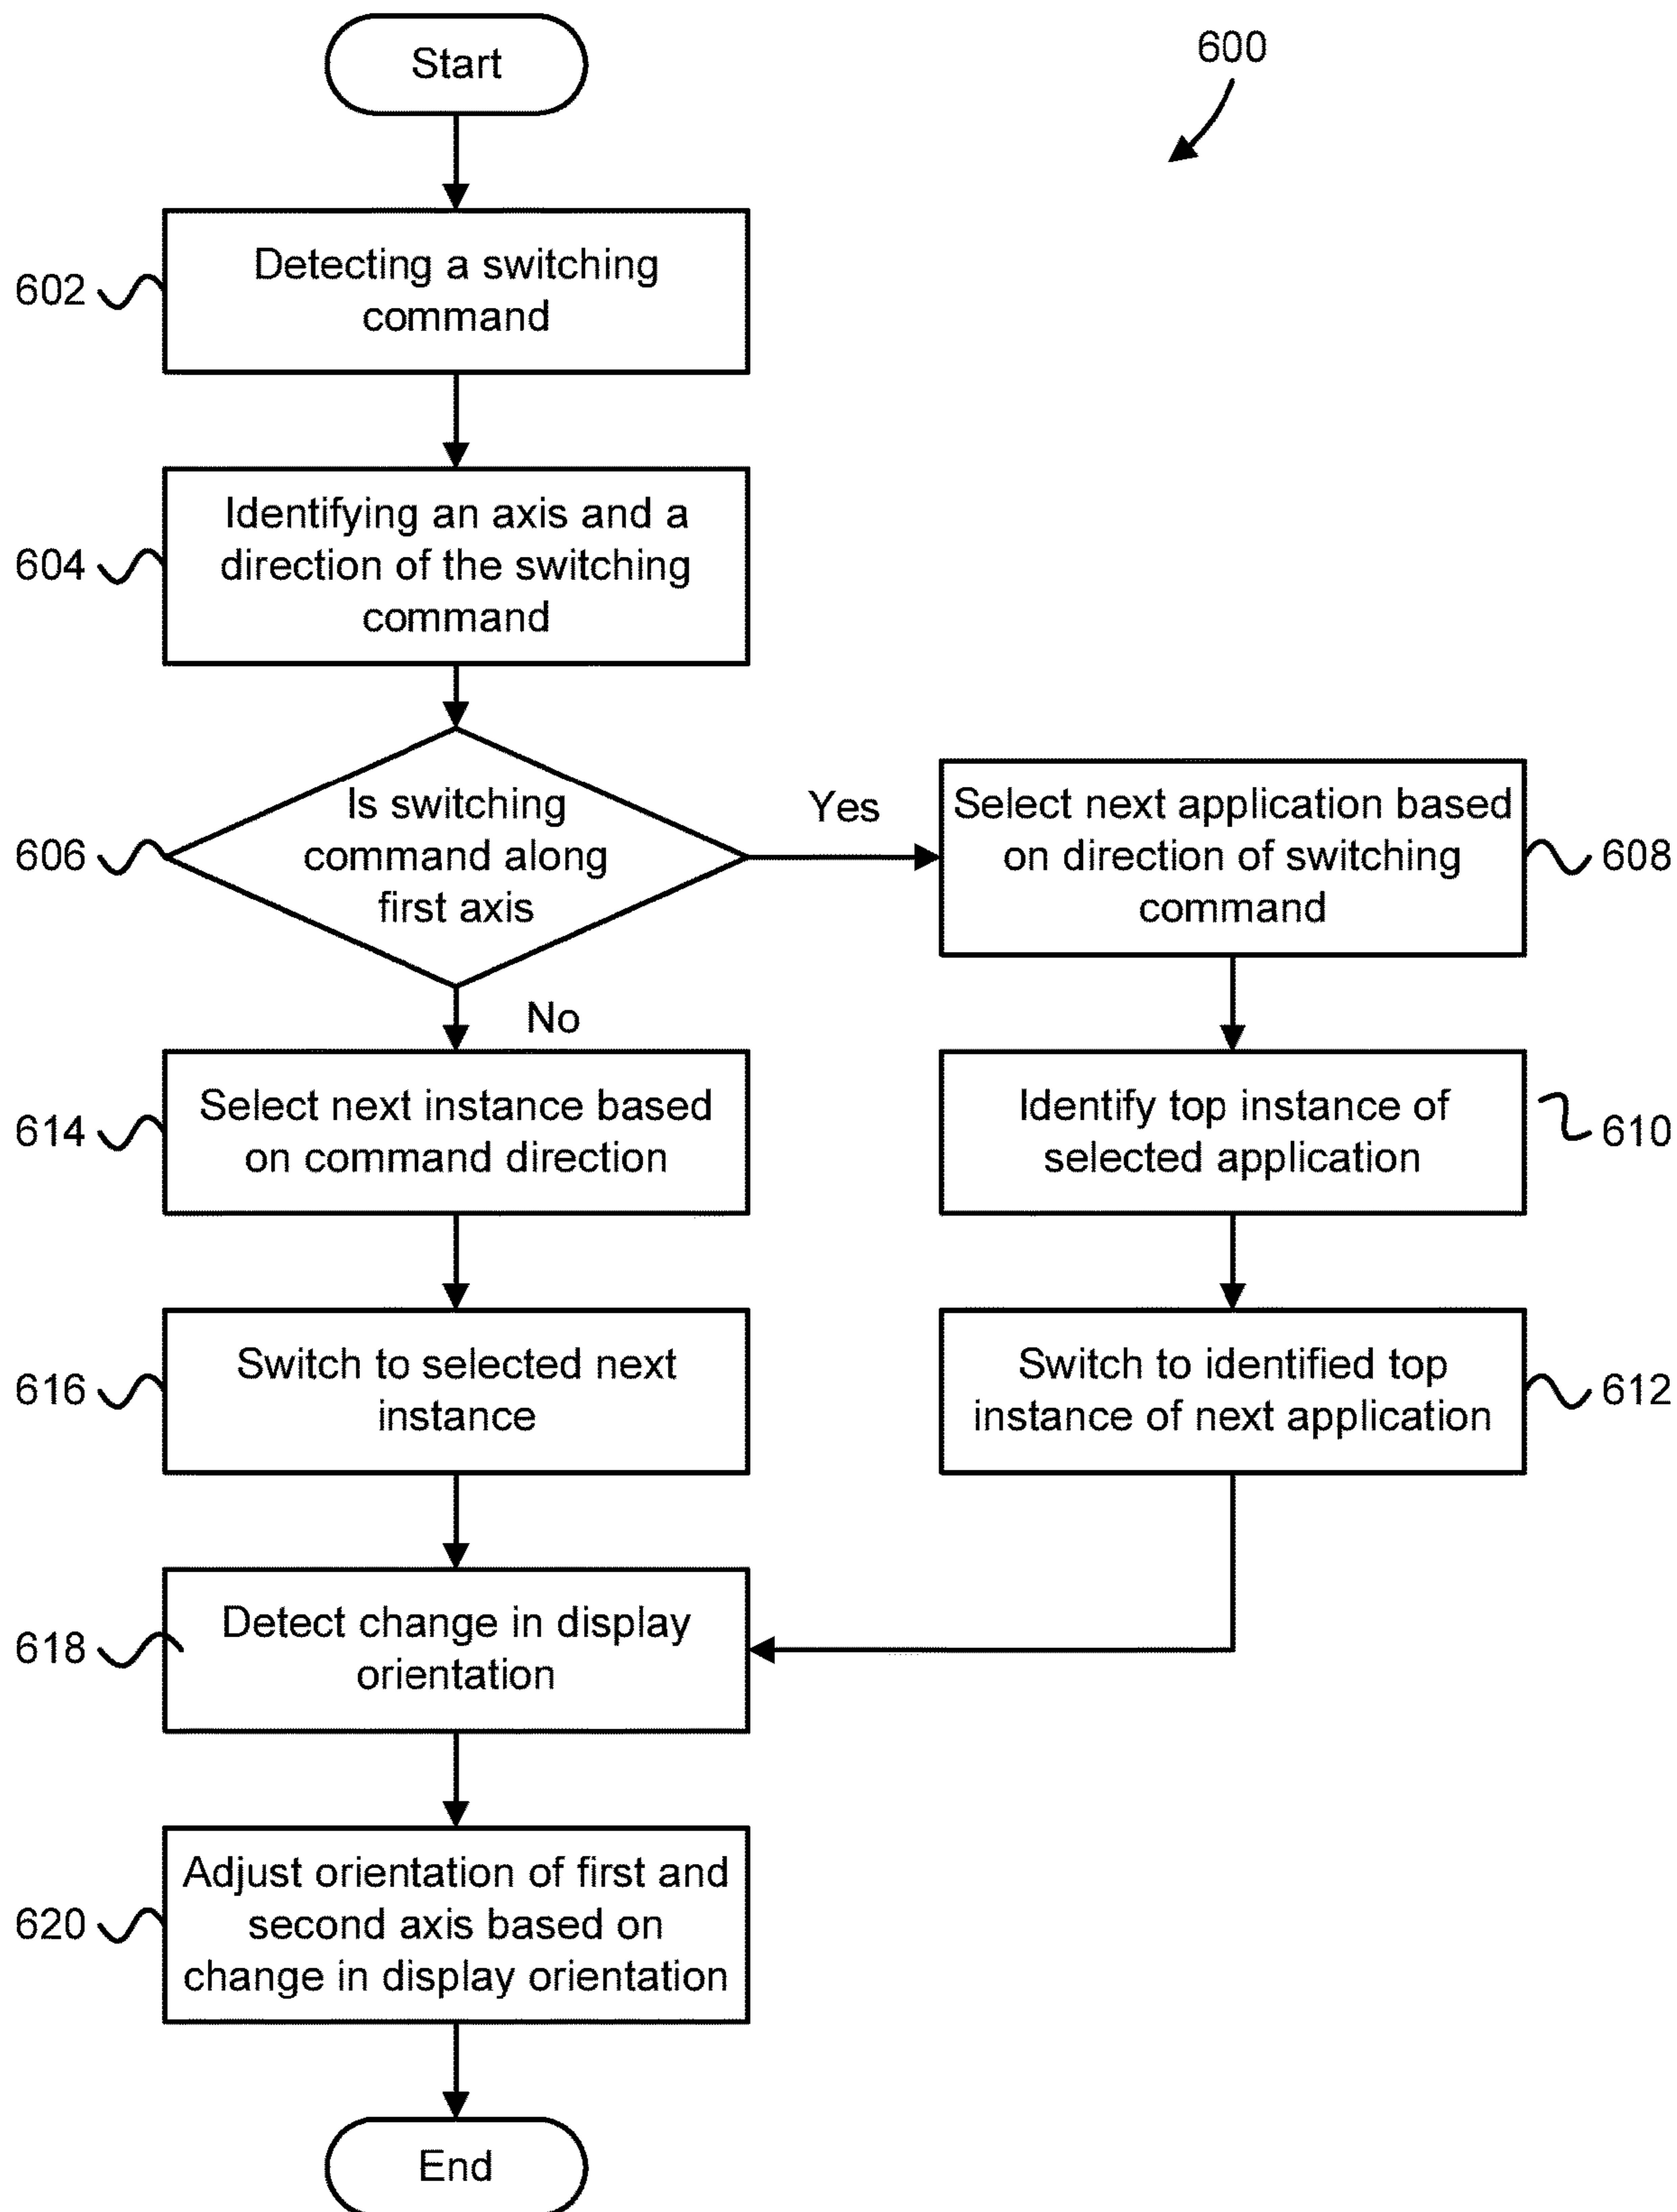 Start
600
Detecting a switching
command
602
Identifying an axis and a
direction of the switching
command
604
Is switching
command along
first axis
606
Yes
Select next application based
on direction of switching
command
608
No
Select next instance based
on command direction
614
Identify top instance of
selected application
610
Switch to selected next
instance
616
Switch to identified top
instance of next application
612
Detect change in display
orientation
618
Adjust orientation of first and
second axis based on
change in display orientation
620
End